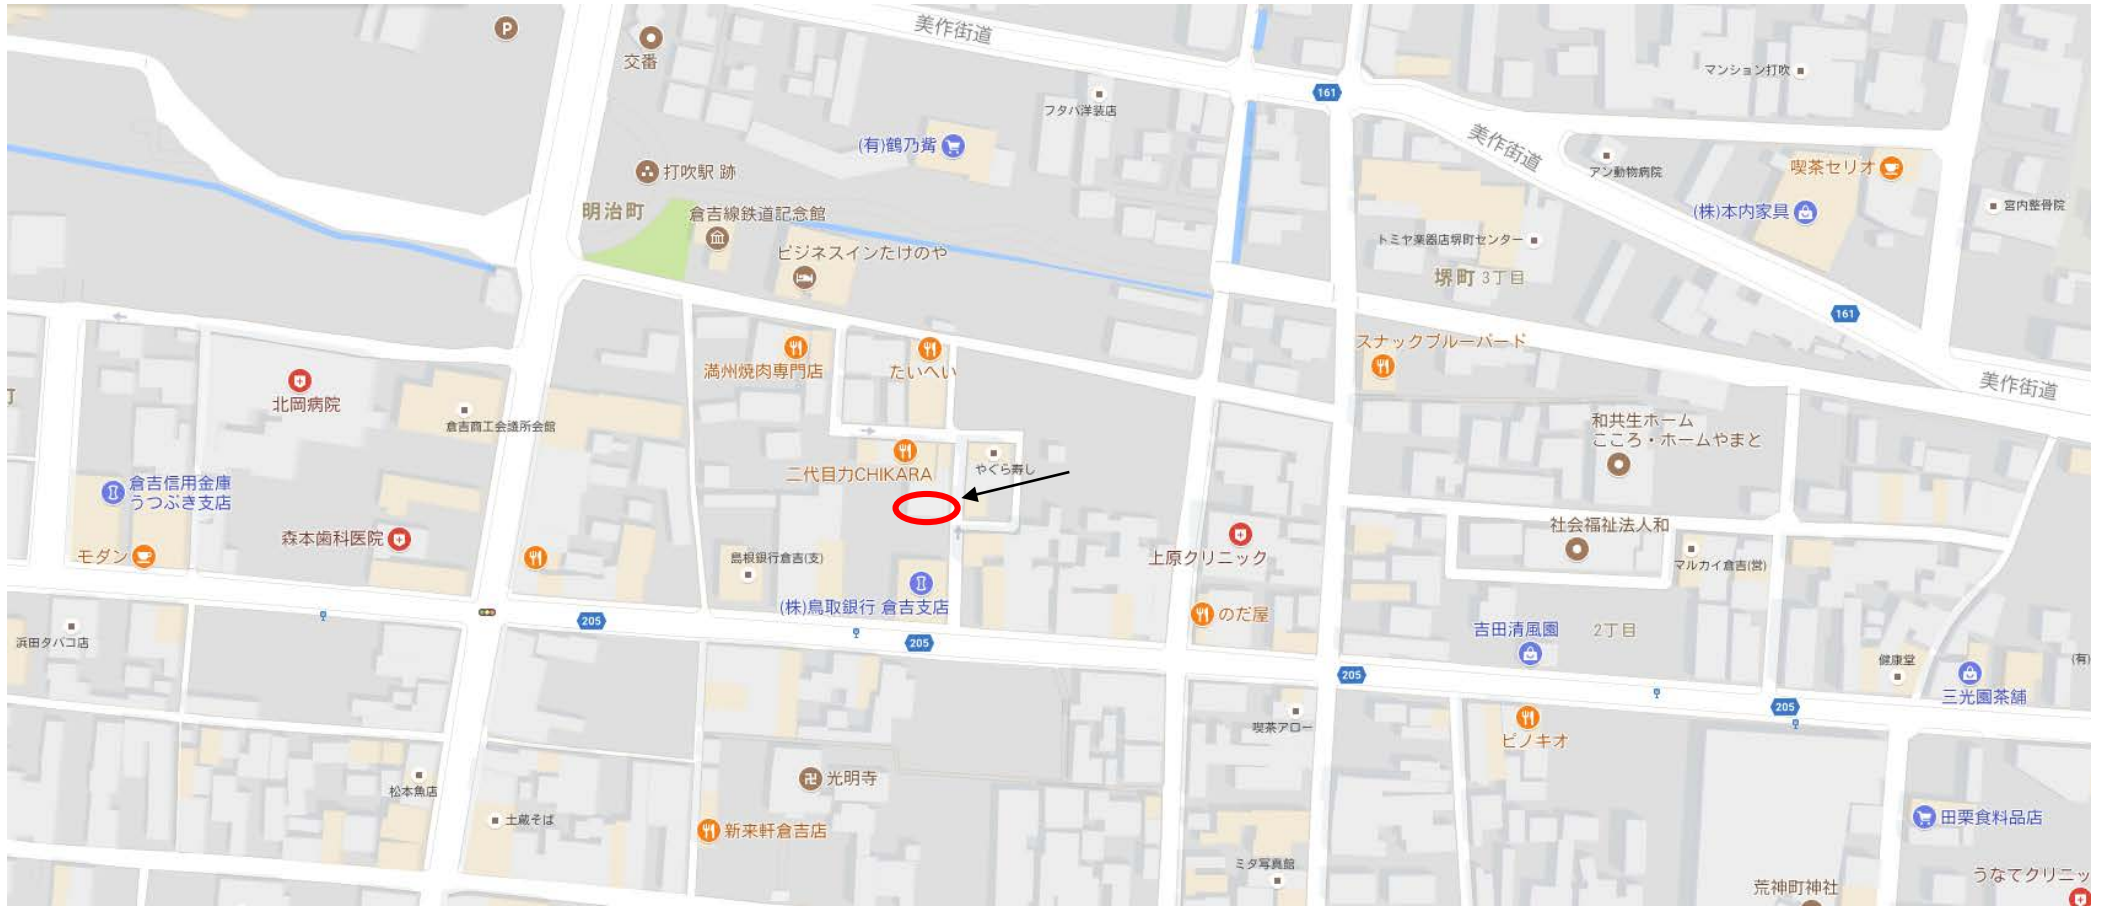 P
交番
美作街道
フタバ洋装店
161
マンション打吹
(有)鶴乃觜
美作街道
アン動物病院
喫茶セリオ
打吹駅 跡
明治町
倉吉線鉄道記念館
(株)本内家具
宮内整骨院
ビジネスインたけのや
トミヤ楽器店堺町センター
堺町 3丁目
161
満州焼肉専門店
たいへい
スナックブルーバード
美作街道
町
北岡病院
倉吉商工会議所会館
和共生ホーム
こころ・ホームやまと
二代目力CHIKARA
やぐら寿し
倉吉信用金庫
うつぶき支店
森本歯科医院
モダン
島根銀行倉吉(支)
上原クリニック
社会福祉法人和
マルカイ倉吉(営)
(株)鳥取銀行 倉吉支店
のだ屋
205
205
浜田タバコ店
吉田清風園
2丁目
健康堂
(有)
205
三光園茶舗
205
喫茶アロー
ピノキオ
松本魚店
光明寺
土蔵そば
新来軒倉吉店
田栗食料品店
ミタ写真館
荒神町神社
うなてクリニッ